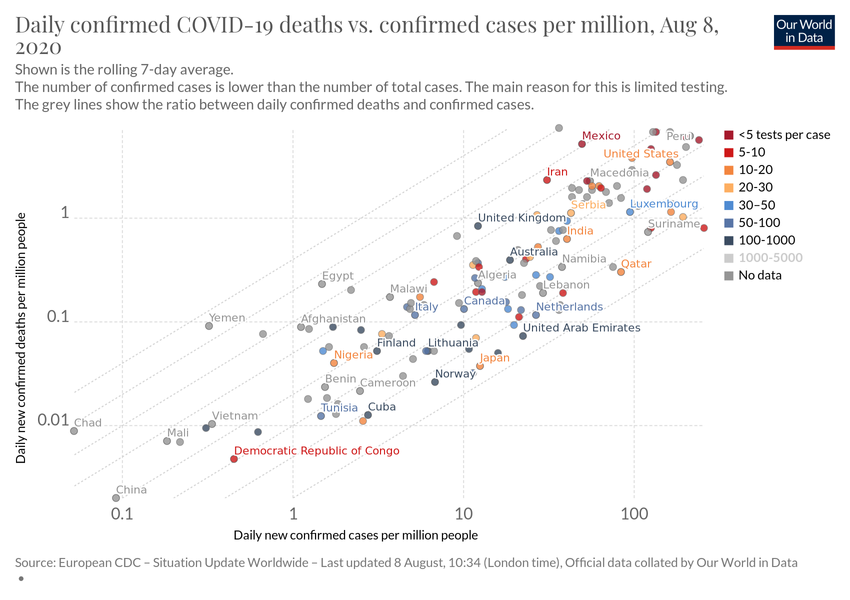 Daily confirmed COVID-19 deaths vs. confirmed cases per million, Aug 8,
2020
Our World
in Data
Shown is the rolling 7-day average.
The number of confirmed cases is lower than the number of total cases. The main reason for this is limited testing.
The grey lines show the ratio between daily confirmed deaths and confirmed cases.
Daily new confirmed deaths per million people
1
0.1
0.01
Mexico
Peru
United States
Iran
Macedonia
Serbia
Luxembourg
United Kingdom
Suriname
India
Australia
Namibia
Qatar
Egypt
Algeria
Malawi
Lebanon
Canada
Italy
Netherlands
Yemen
Afghanistan
United Arab Emirates
Finland
Lithuania
Nigeria
Japan
Norway
Benin
Cameroon
Tunisia
Cuba
Vietnam
Chad
Mali
Democratic Republic of Congo
China
<5 tests per case
5-10
10-20
20-30
30–50
50-100
100-1000
1000-5000
No data
0.1
1
10
100
Daily new confirmed cases per million people
Source: European CDC – Situation Update Worldwide – Last updated 8 August, 10:34 (London time), Official data collated by Our World in Data
•